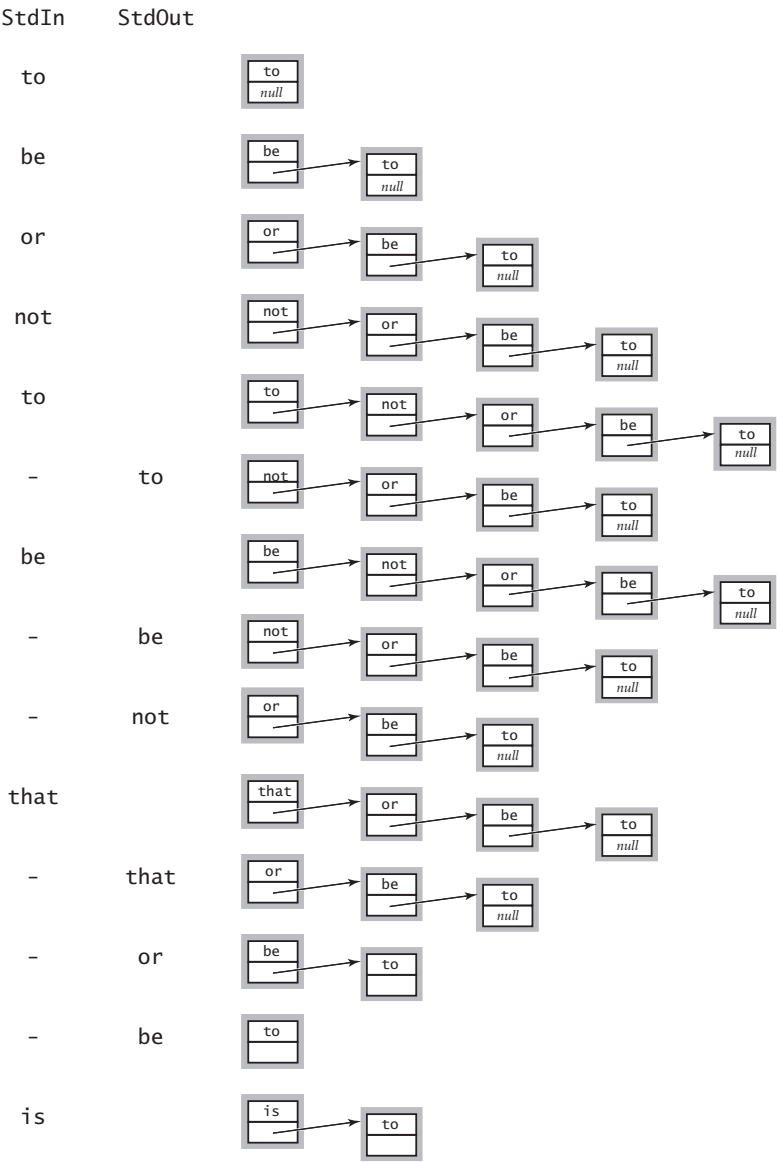 StdIn StdOut
to to
null
be be to
null
or or be to
null
not not or be to
null
to to not or be to
null
- to not or be to
null
be be not or be to
null
- be not or be to
null
- not or be to
null
that that or be to
null
- that or be to
null
- or be to
- be to
is is to